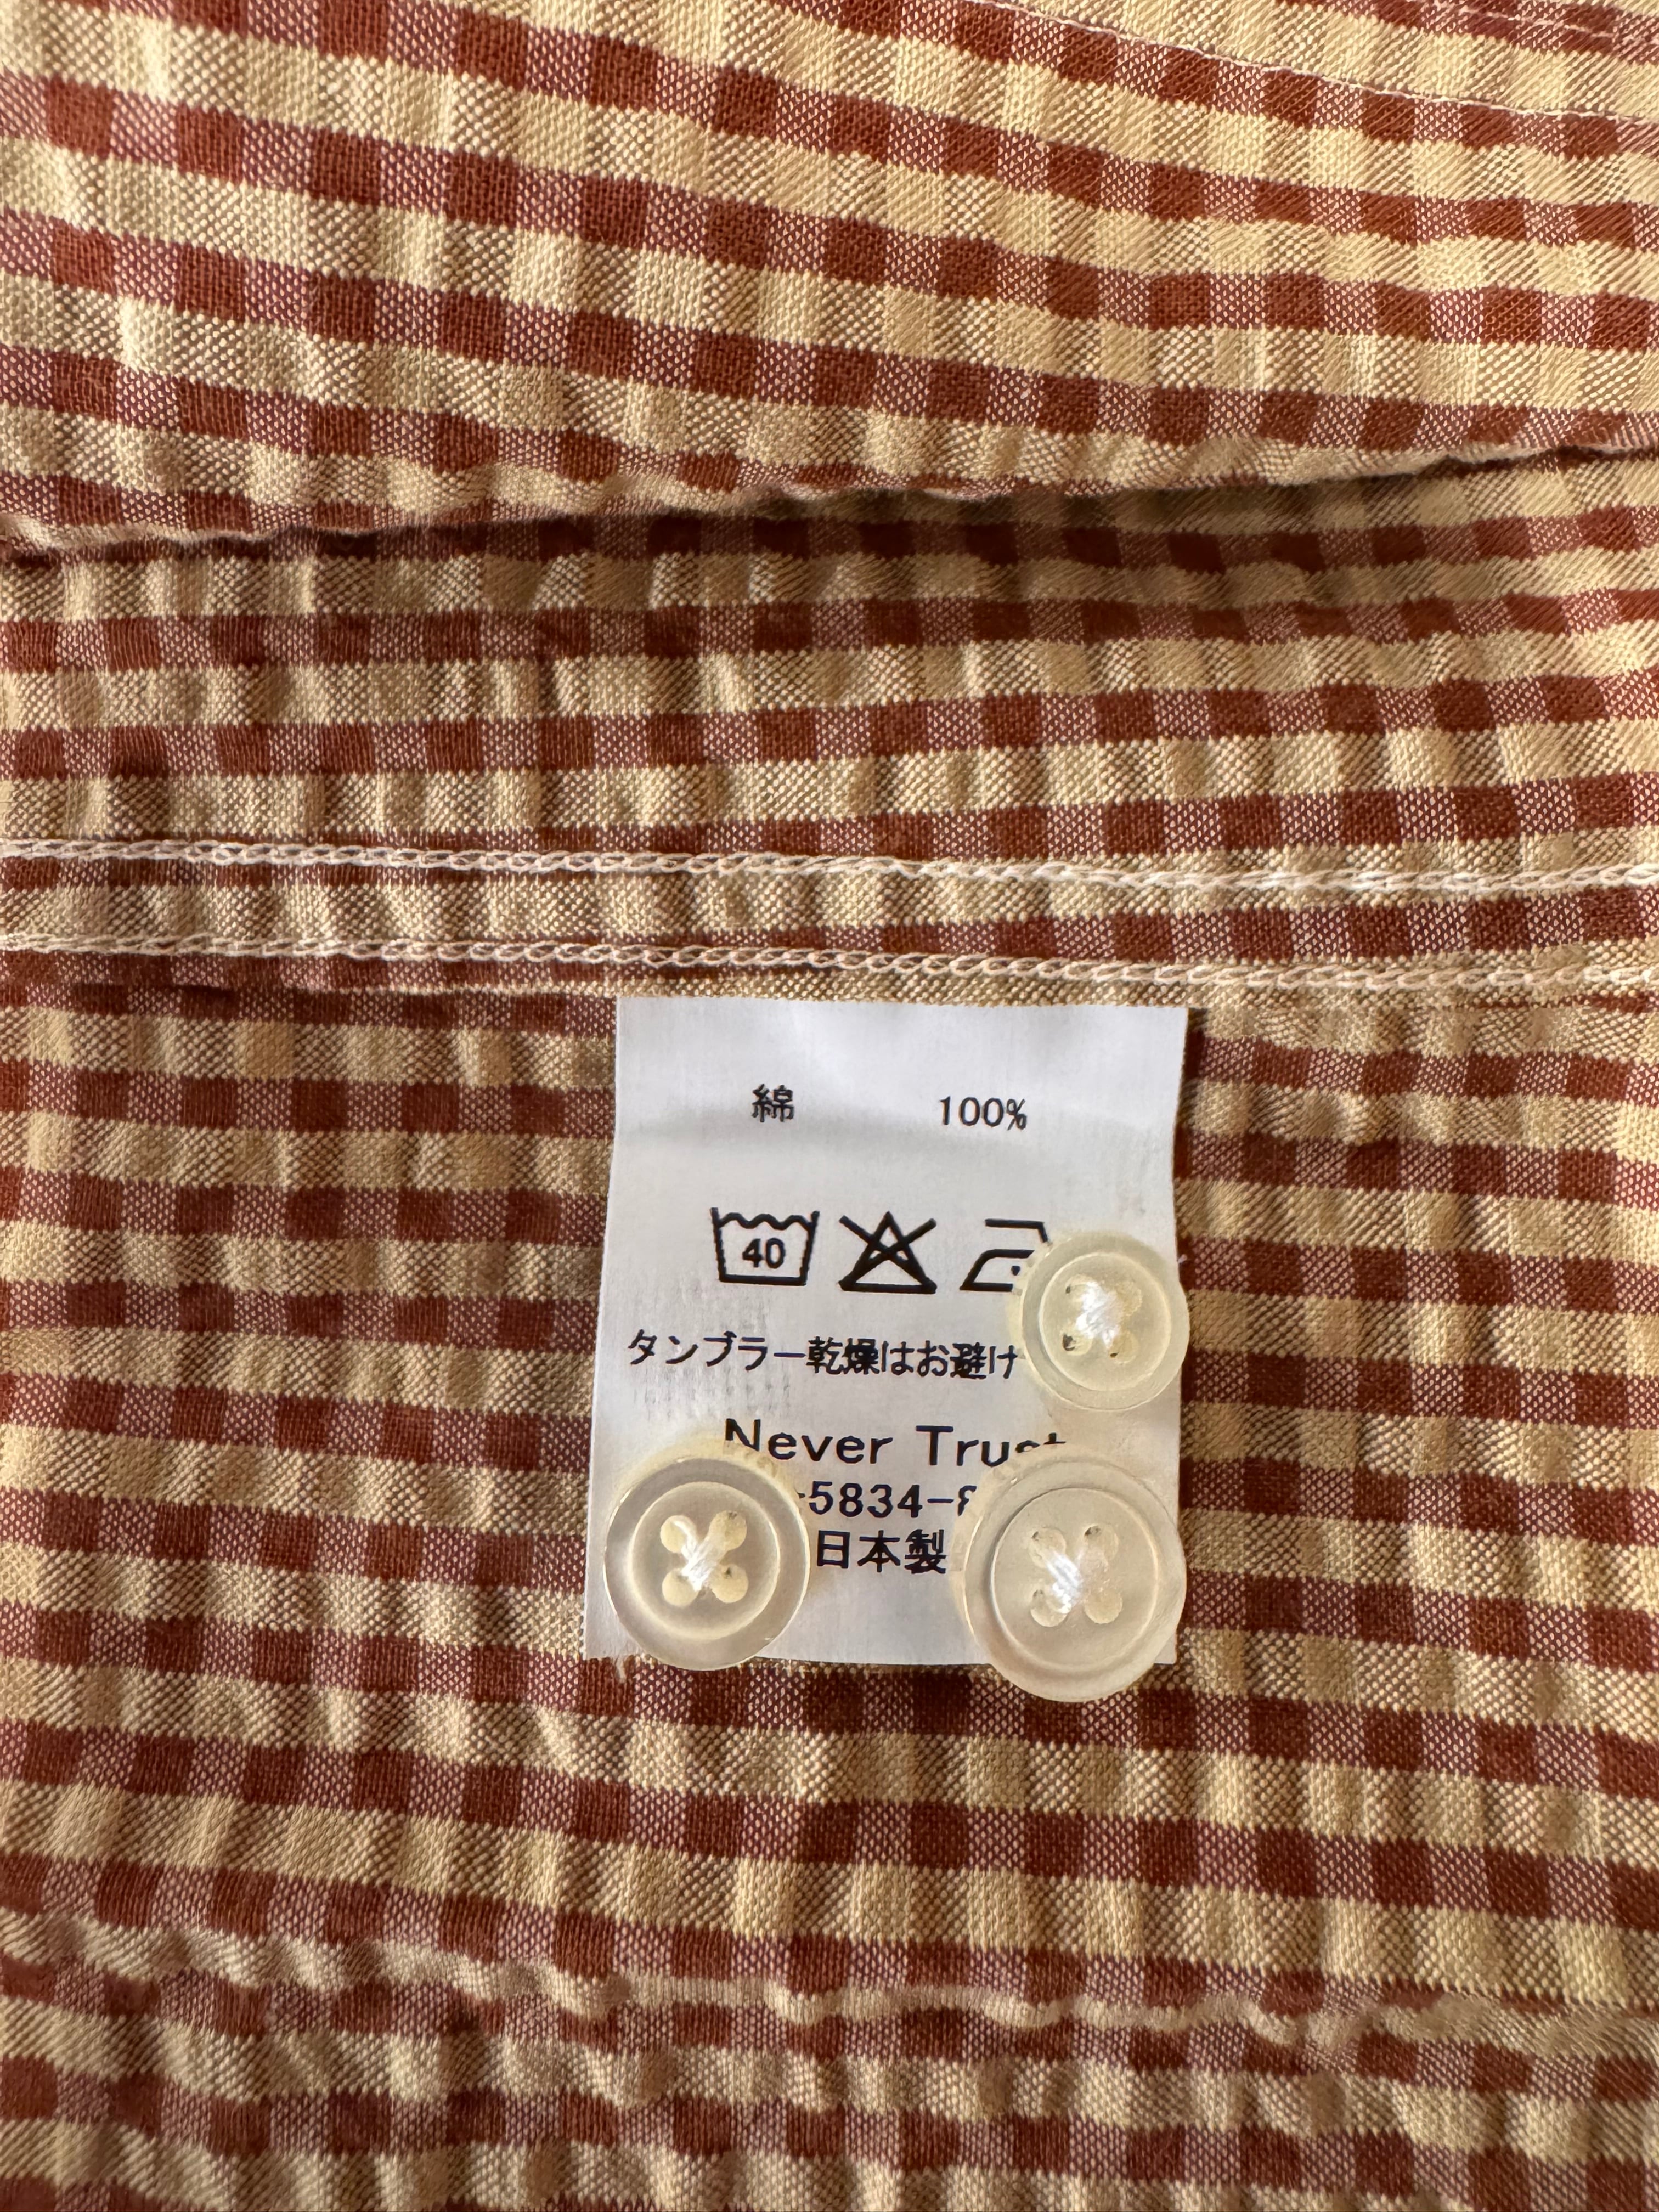 綿 100%
40
タンブラー乾燥はお避け
Never Trust
-5834-8
日本製